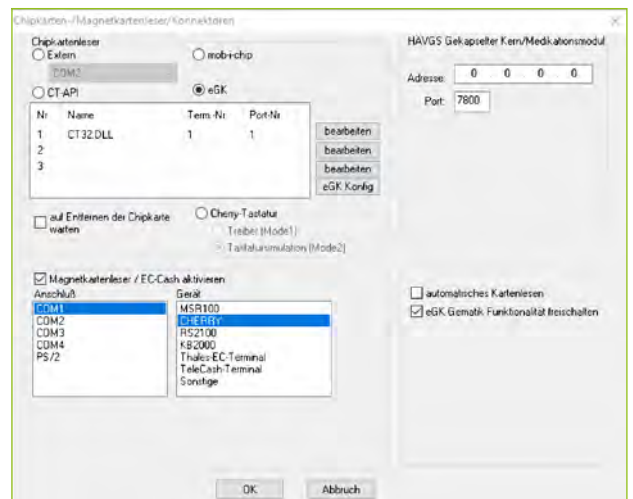 Chipkarten-/Magnetkartenleser/Konnektoren
Chipkartenleser
Extern
mob-i-chip
COM2
CT-API
eGK
Nr Name Term.-Nr. Port-Nr.
1 CT32.DLL 1 1
2
3
bearbeiten
bearbeiten
bearbeiten
eGK Konfig
auf Entfernen der Chipkarte
warten
Cherry-Tastatur
Treiber (Mode1)
Tastatursimulation (Mode2)
Magnetkartenleser / EC-Cash aktivieren
Anschluß
COM1
COM2
COM3
COM4
PS/2
Gerät
MSR100
CHERRY
RS2100
KB2000
Thales-EC-Terminal
TeleCash-Terminal
Sonstige
HÄVGS Gekapselter Kern/Medikationsmodul
Adresse: 0 . 0 . 0 . 0
Port: 7800
automatisches Kartenlesen
eGK Gematik Funktionalität freischalten
OK
Abbruch